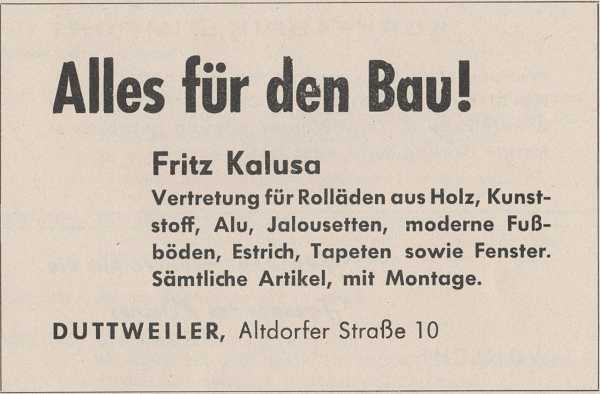 Alles für den Bau!
Fritz Kalusa
Vertretung für Rolläden aus Holz, Kunst-
stoff, Alu, Jalousetten, moderne Fuß-
böden, Estrich, Tapeten sowie Fenster.
Sämtliche Artikel, mit Montage.
DUTTWEILER, Altdorfer Straße 10